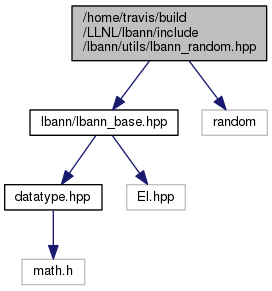 /home/travis/build
/LLNL/lbann/include
/lbann/utils/lbann_random.hpp
lbann/lbann_base.hpp
random
datatype.hpp
El.hpp
math.h